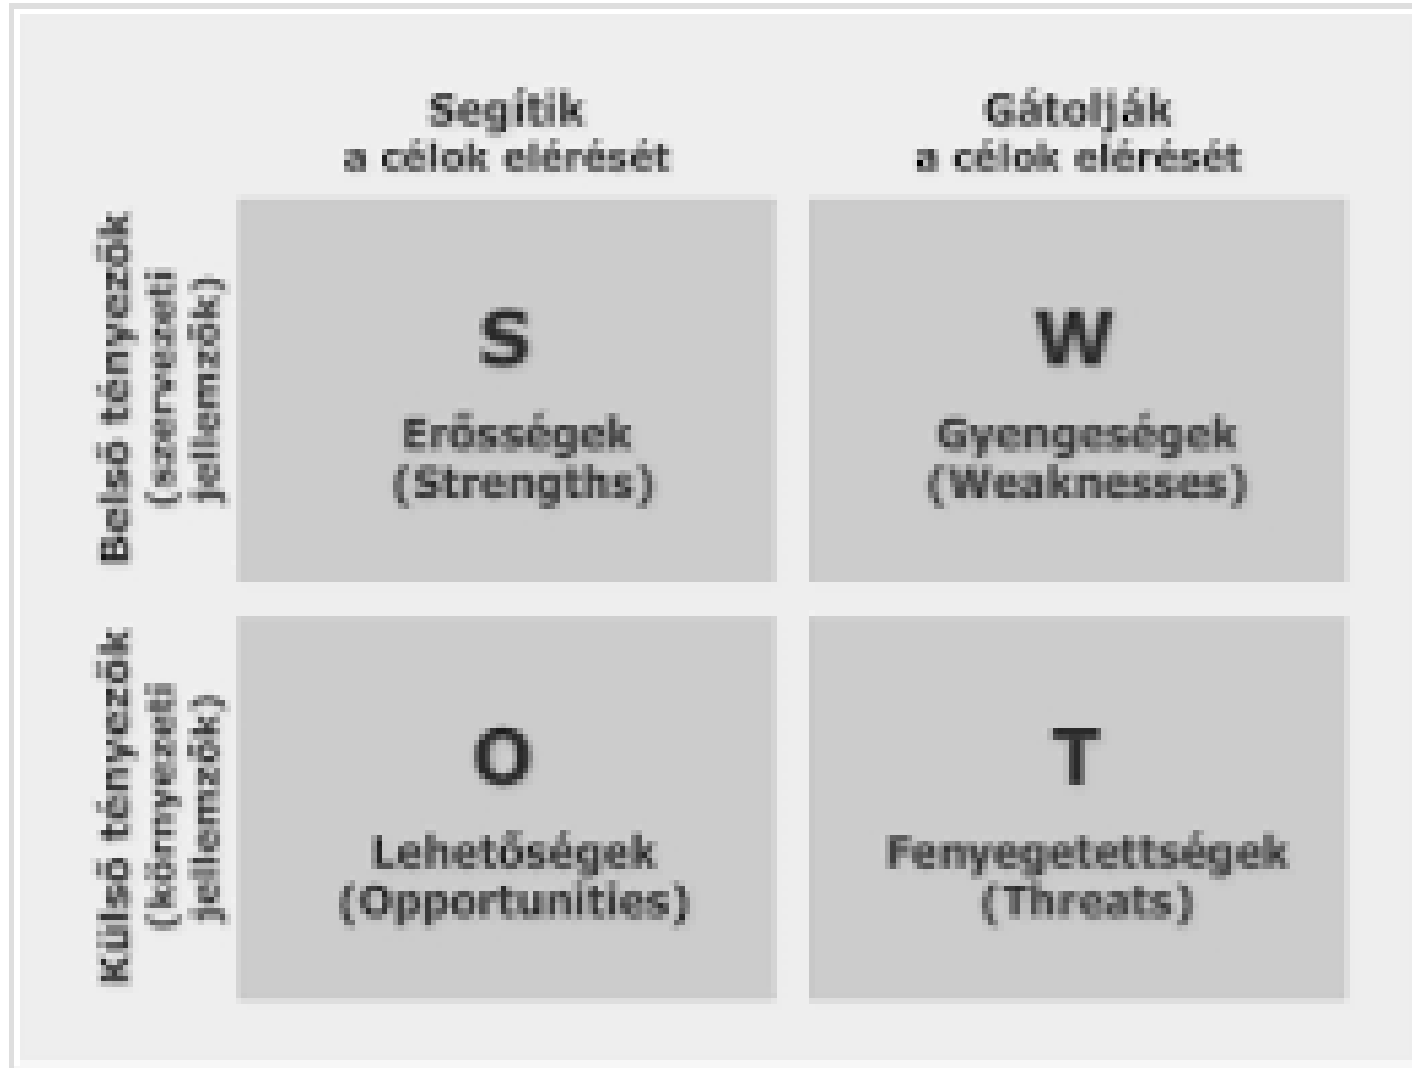 Segítik
a célok elérését
Gátolják
a célok elérését
Belső tényezők
(szervezeti
jellemzők)
S
Erősségek
(Strengths)
W
Gyengeségek
(Weaknesses)
Külső tényezők
(környezeti
jellemzők)
O
Lehetőségek
(Opportunities)
T
Fenyegetettségek
(Threats)